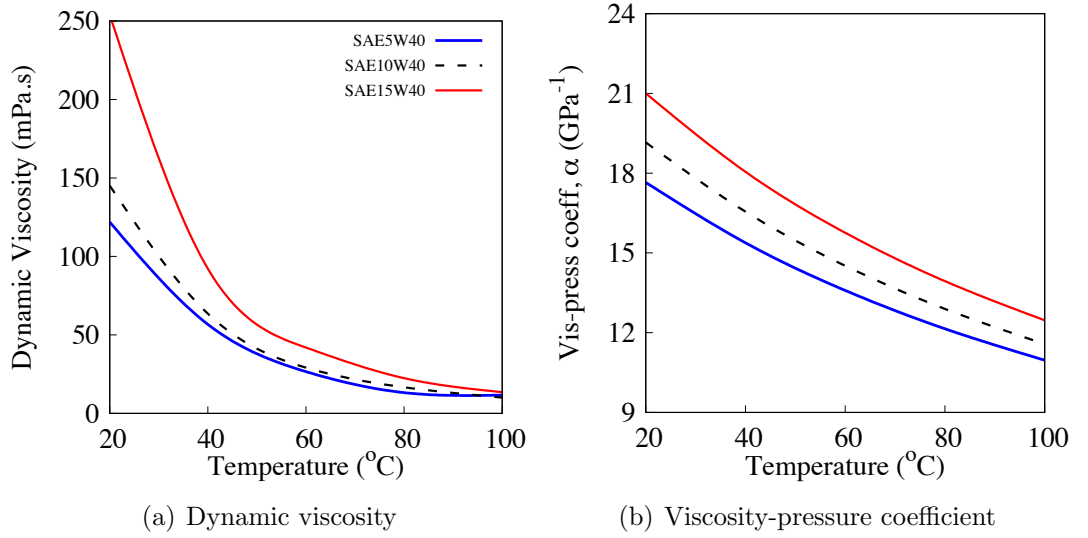 Dynamic Viscosity (mPa.s)
250
200
150
100
50
0
20 40 60 80 100
Temperature (°C)
SAE5W40
SAE10W40
SAE15W40
(a) Dynamic viscosity
Vis-press coeff, α (GPa⁻¹)
24
21
18
15
12
9
20 40 60 80 100
Temperature (°C)
(b) Viscosity-pressure coefficient